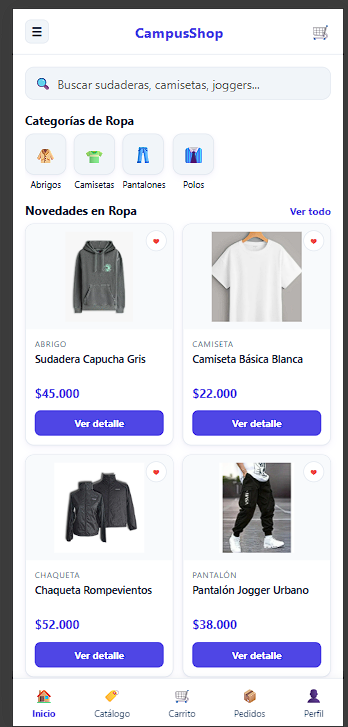 CampusShop
Buscar sudaderas, camisetas, joggers...
Categorías de Ropa
Abrigos Camisetas Pantalones Polos
Novedades en Ropa Ver todo
ABRIGO CAMISETA
Sudadera Capucha Gris Camiseta Básica Blanca
$45.000 $22.000
Ver detalle Ver detalle
CHAQUETA PANTALÓN
Chaqueta Rompevientos Pantalón Jogger Urbano
$52.000 $38.000
Ver detalle Ver detalle
Inicio Catálogo Carrito Pedidos Perfil